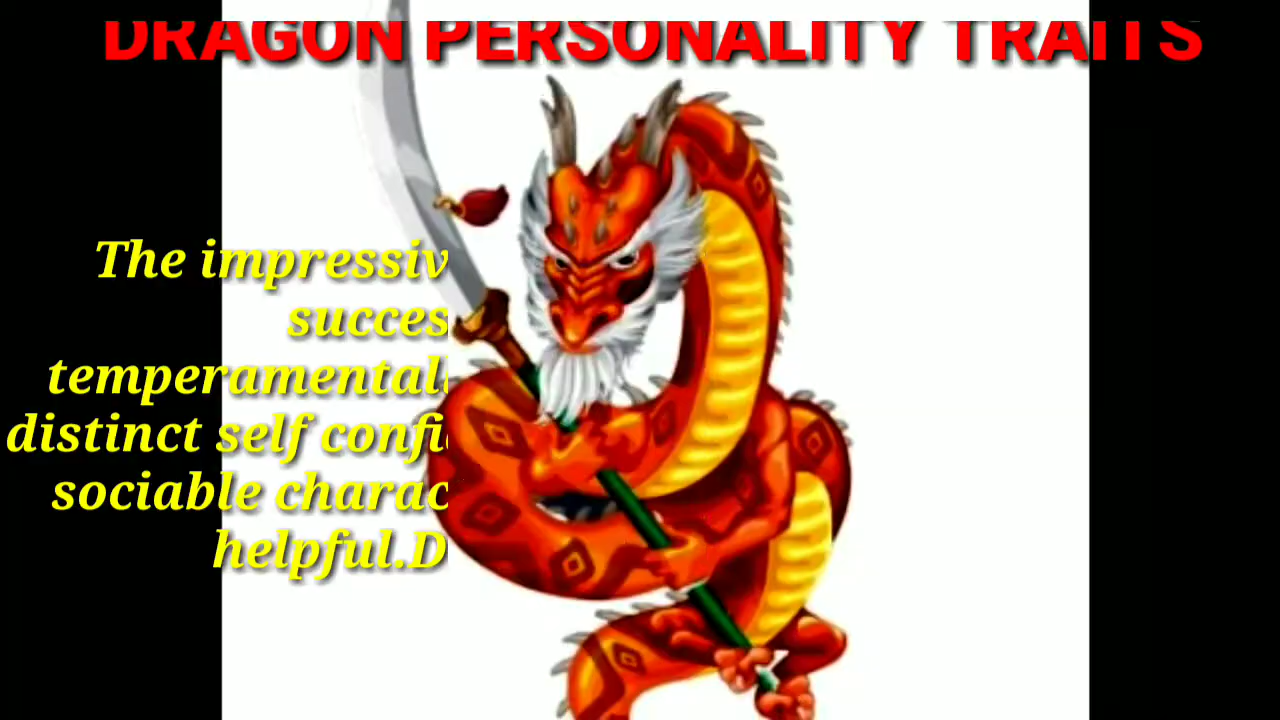 DRAGON PERSONALITY TRAITS
The impressiv
succes
temperamental
distinct self confi
sociable charac
helpful.D